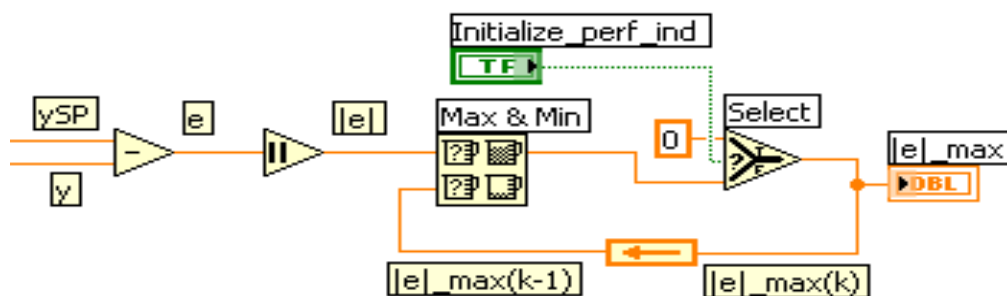 Initialize_perf_ind
TF
ySP
e
|e|
Max & Min
Select
y
0
?
?
?
T
F
|e|_max
DBL
|e|_max(k-1)
|e|_max(k)